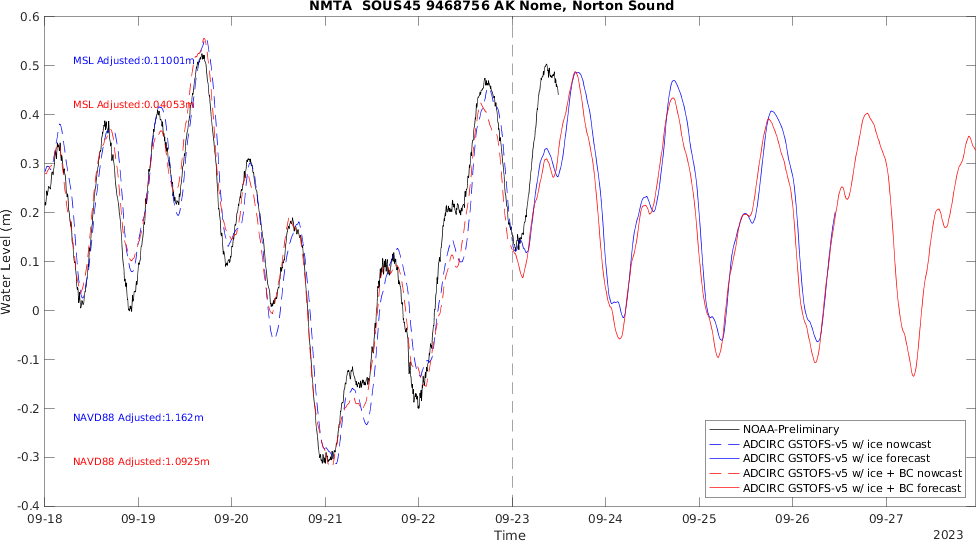 NMTA  SOUS45 9468756 AK Nome, Norton Sound
0.6
0.5
0.4
0.3
0.2
0.1
0
-0.1
-0.2
-0.3
-0.4
Water Level (m)
MSL Adjusted:0.11001m
MSL Adjusted:0.04053m
NAVD88 Adjusted:1.162m
NAVD88 Adjusted:1.0925m
NOAA-Preliminary
ADCIRC GSTOFS-v5 w/ ice nowcast
ADCIRC GSTOFS-v5 w/ ice forecast
ADCIRC GSTOFS-v5 w/ ice + BC nowcast
ADCIRC GSTOFS-v5 w/ ice + BC forecast
09-18 09-19 09-20 09-21 09-22 09-23 09-24 09-25 09-26 09-27
Time
2023